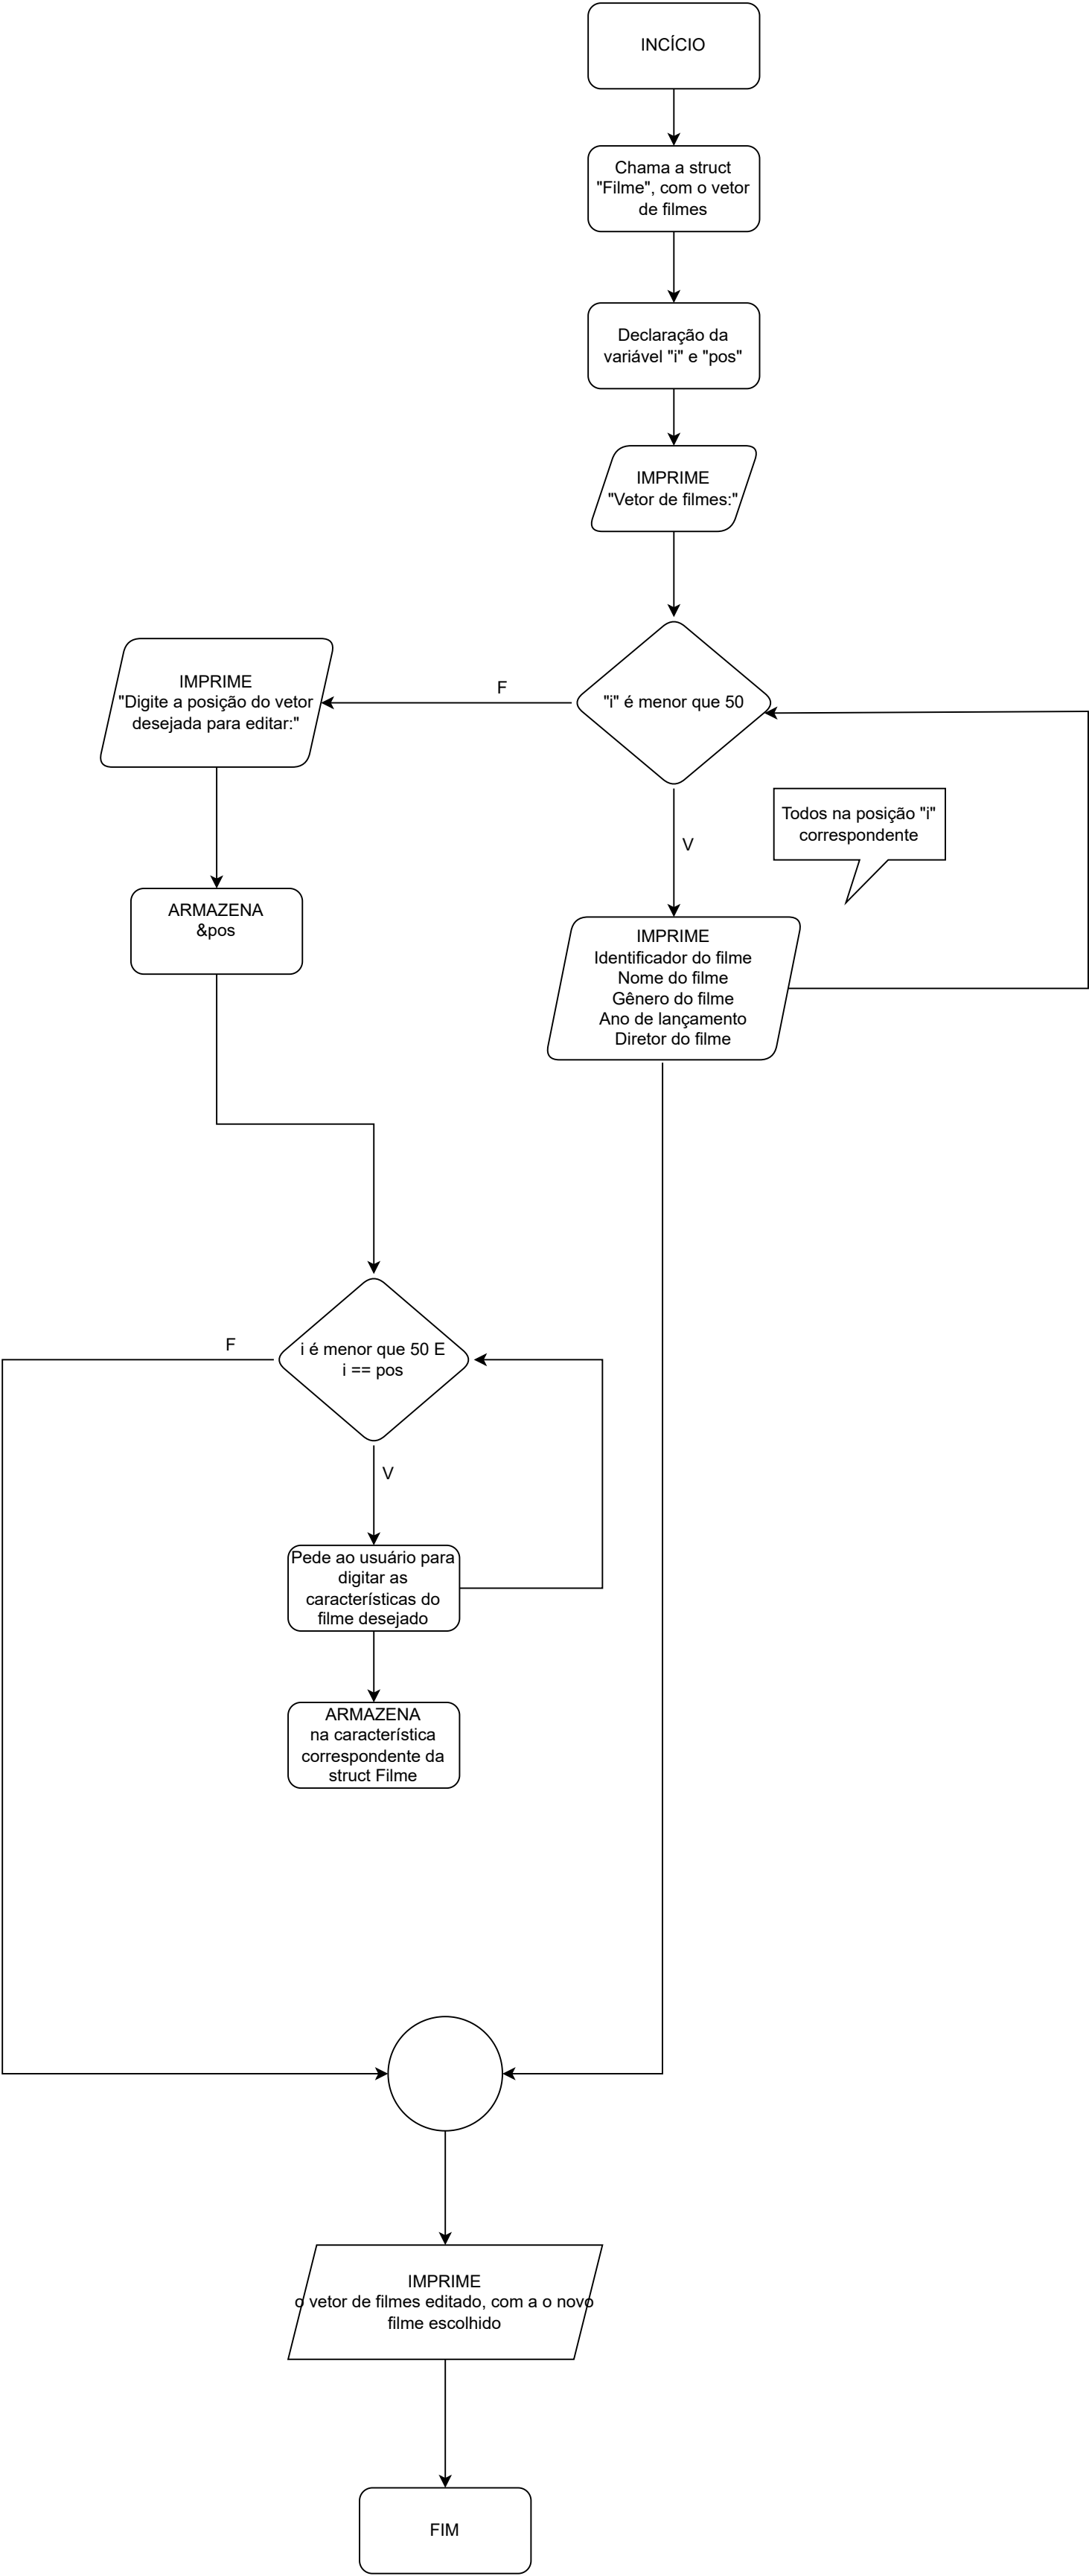 INCÍCIO
Chama a struct
"Filme", com o vetor
de filmes
Declaração da
variável "i" e "pos"
IMPRIME
"Vetor de filmes:"
"i" é menor que 50
F
IMPRIME
"Digite a posição do vetor
desejada para editar:"
V
Todos na posição "i"
correspondente
ARMAZENA
&pos
IMPRIME
Identificador do filme
Nome do filme
Gênero do filme
Ano de lançamento
Diretor do filme
F
i é menor que 50 E
i == pos
V
Pede ao usuário para
digitar as
características do
filme desejado
ARMAZENA
na característica
correspondente da
struct Filme
IMPRIME
o vetor de filmes editado, com a o novo
filme escolhido
FIM